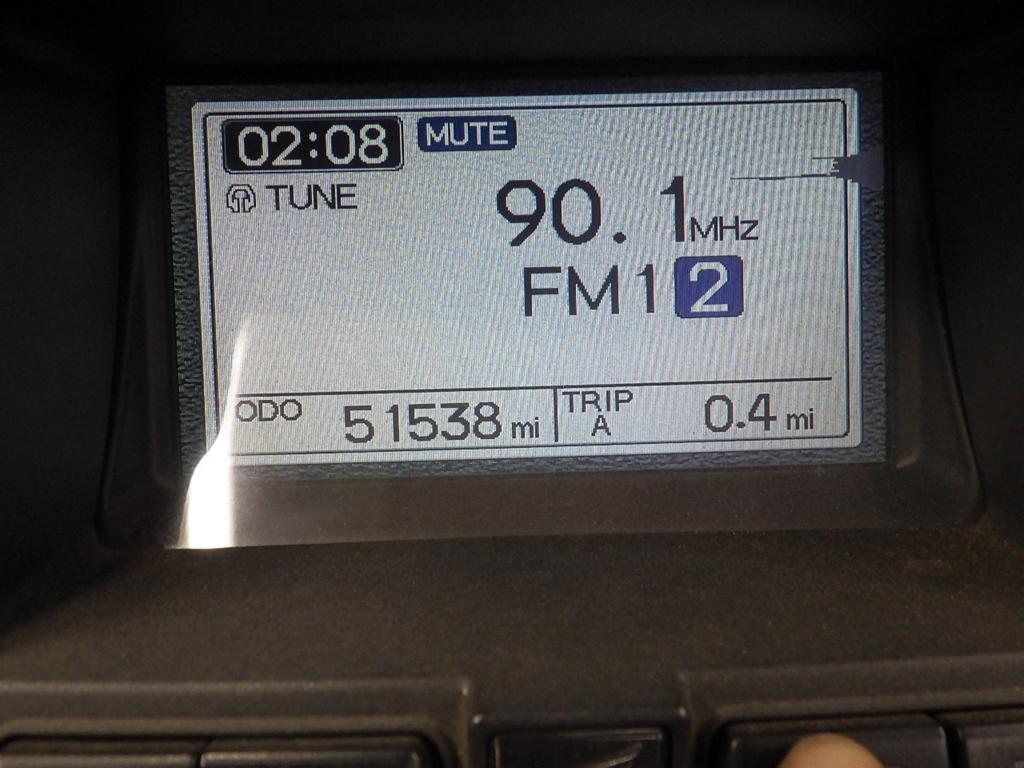 02:08 MUTE
TUNE 90.1MHz
FM1 2
ODO 51538 mi TRIP A 0.4 mi